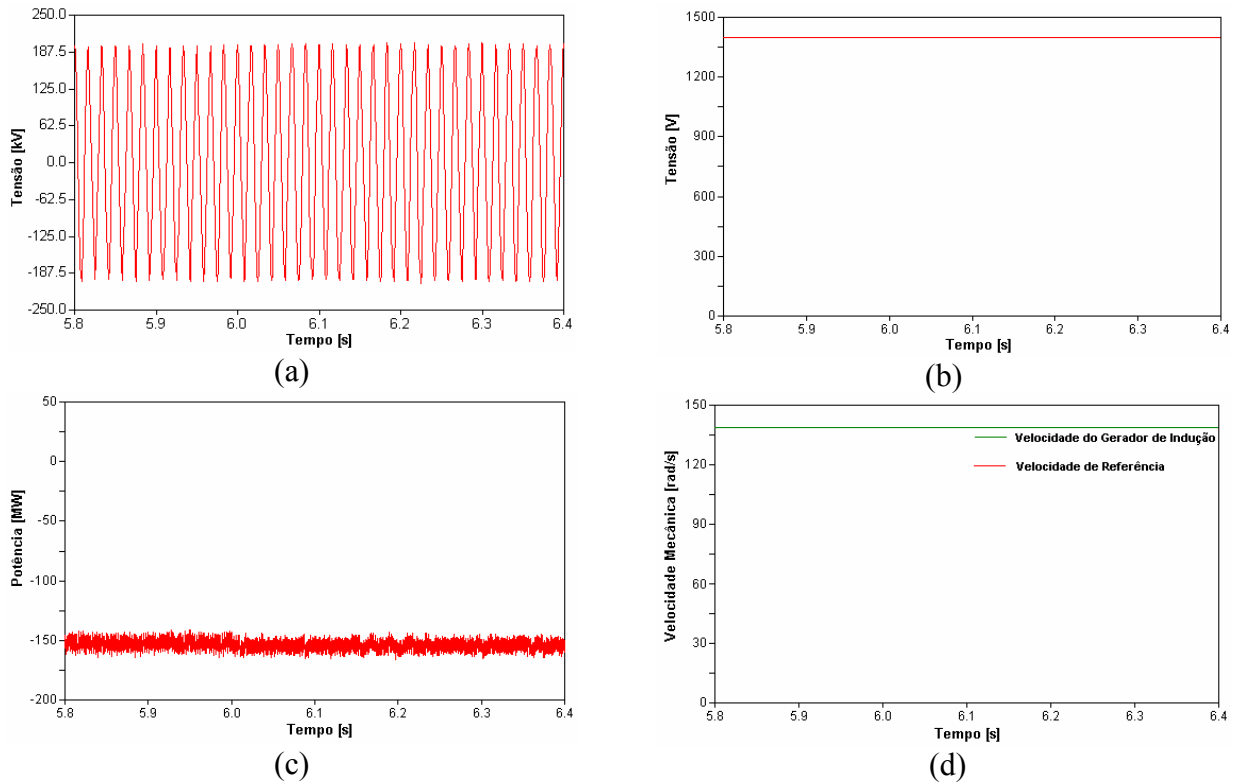 250.0
187.5
125.0
62.5
0.0
-62.5
-125.0
-187.5
-250.0
Tensão [kV]
5.8 5.9 6.0 6.1 6.2 6.3 6.4
Tempo [s]
(a)
1500
1200
900
600
300
0
Tensão [V]
5.8 5.9 6.0 6.1 6.2 6.3 6.4
Tempo [s]
(b)
50
0
-50
-100
-150
-200
Potência [MW]
5.8 5.9 6.0 6.1 6.2 6.3 6.4
Tempo [s]
(c)
150
120
90
60
30
0
Velocidade Mecânica [rad/s]
Velocidade do Gerador de Indução
Velocidade de Referência
5.8 5.9 6.0 6.1 6.2 6.3 6.4
Tempo [s]
(d)